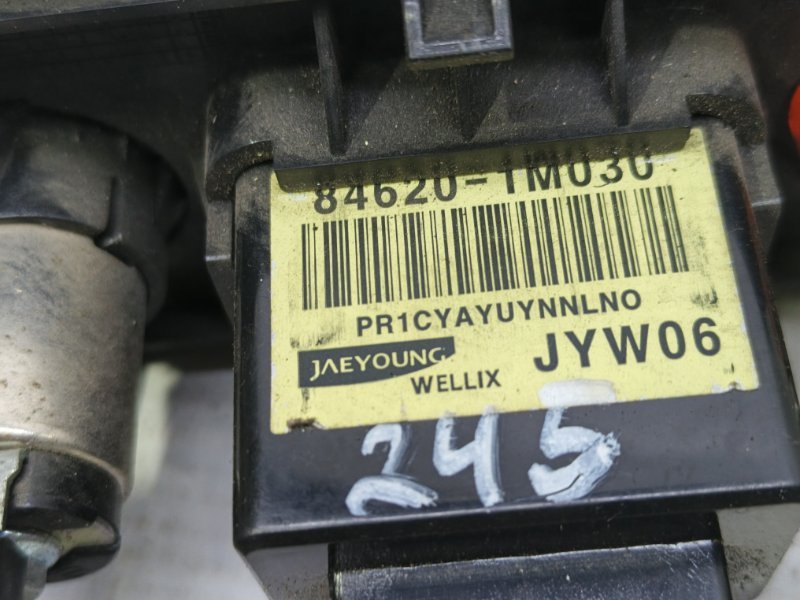 84620-1M030
PR1CYAYUYNNLNO
JAEYOUNG
WELLIX
JYW06
245